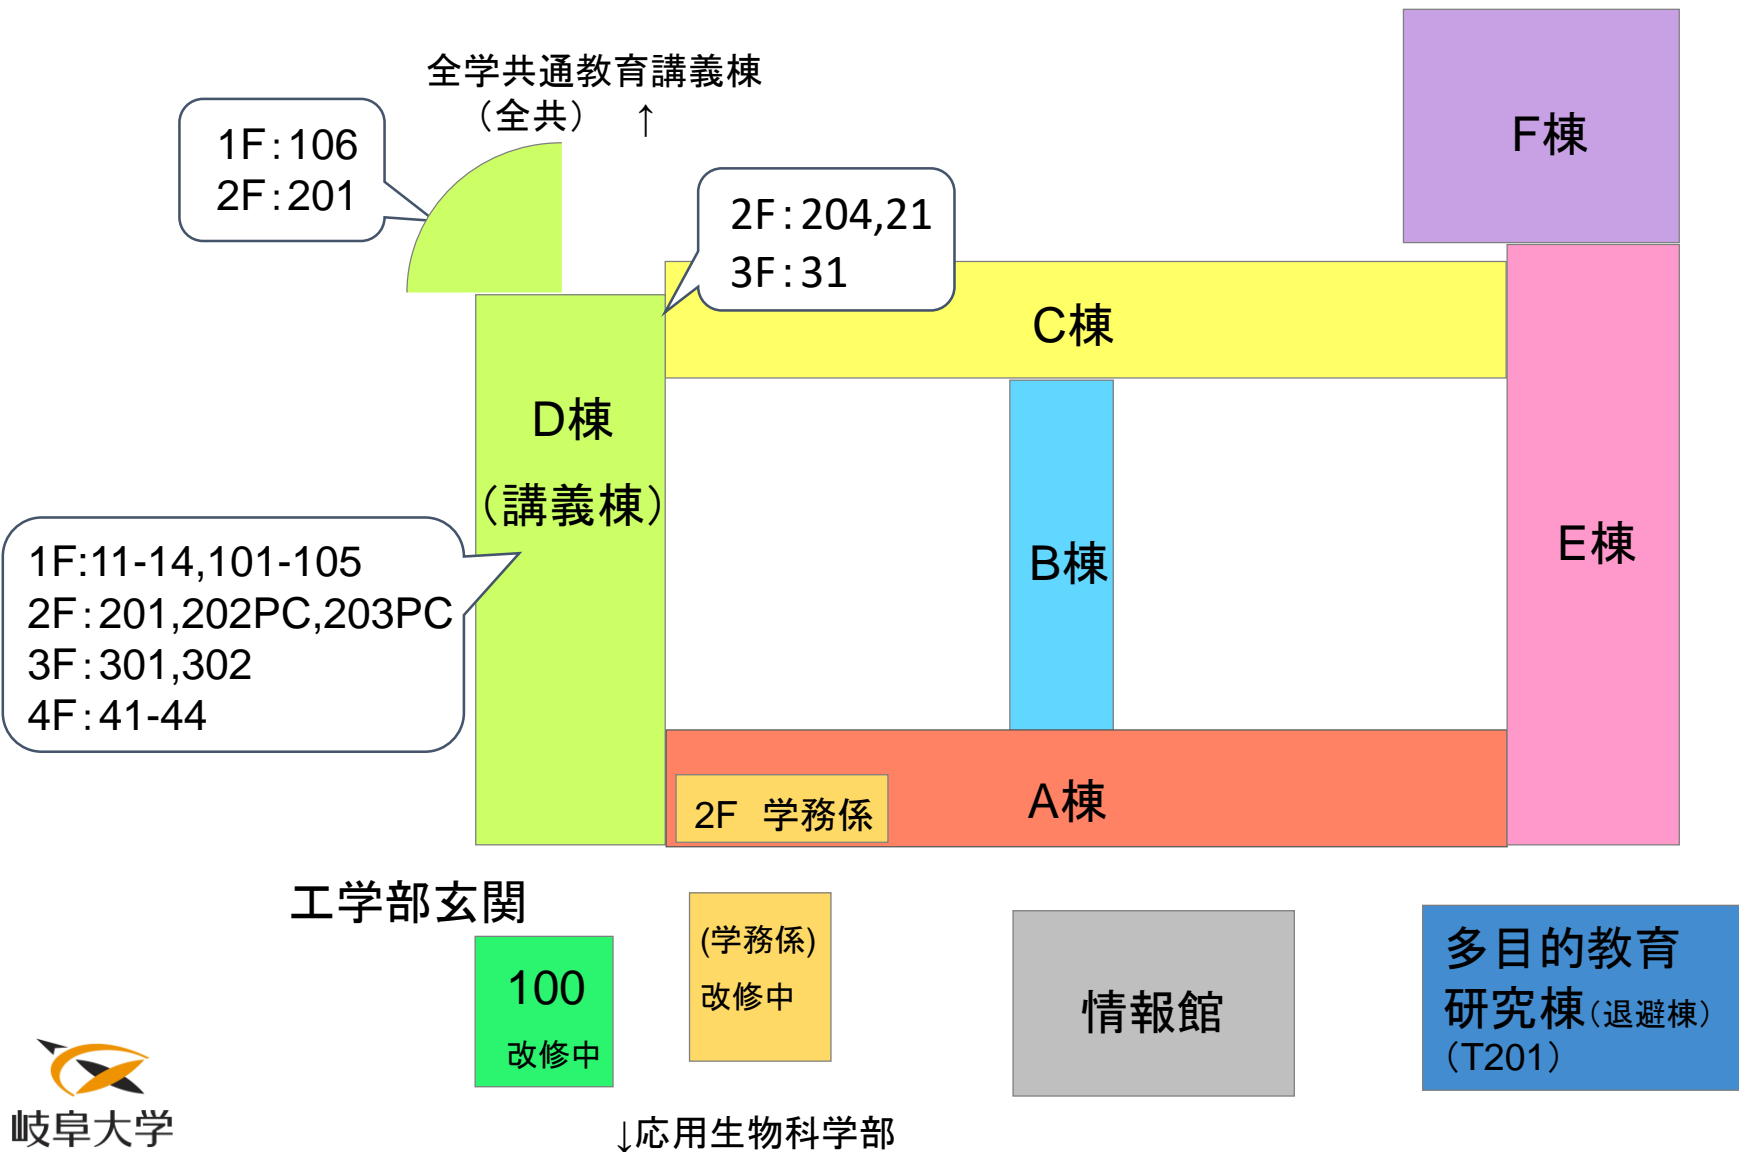 全学共通教育講義棟
（全共）　↑
1F：106
2F：201
2F：204,21
3F：31
F棟
C棟
D棟
（講義棟）
1F:11-14,101-105
2F：201,202PC,203PC
3F：301,302
4F：41-44
B棟
E棟
A棟
2F　学務係
工学部玄関
100
改修中
(学務係)
改修中
情報館
多目的教育
研究棟（退避棟）
（T201）
岐阜大学
↓応用生物科学部